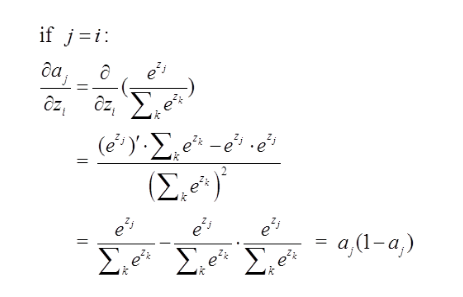 if j=i:
∂a_j/∂z_i = ∂/∂z_i (e^{z_j} / ∑_k e^{z_k})
= ((e^{z_j})'·∑_k e^{z_k} − e^{z_j}·e^{z_j}) / (∑_k e^{z_k})^2
= e^{z_j}/∑_k e^{z_k} − e^{z_j}/∑_k e^{z_k} · e^{z_j}/∑_k e^{z_k} = a_j(1−a_j)